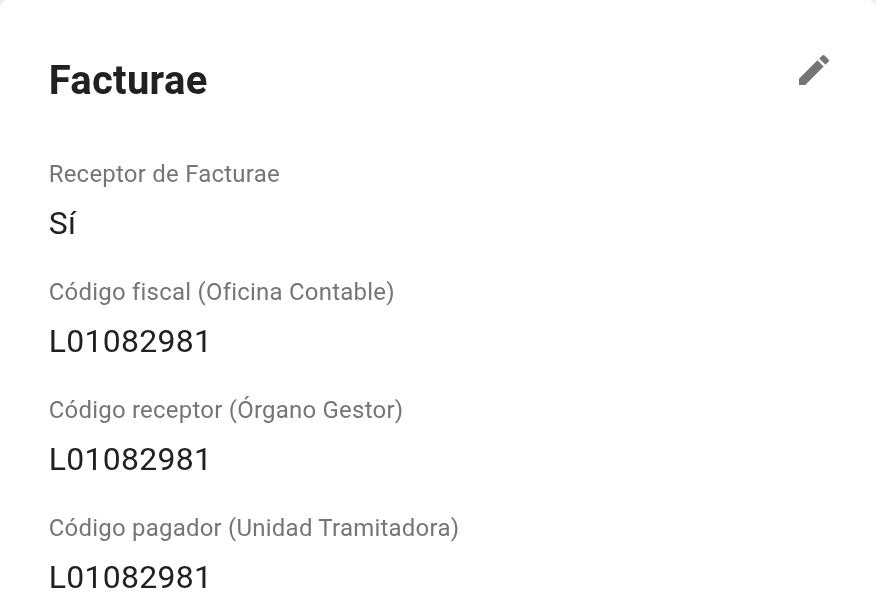 Facturae
Receptor de Facturae
Sí
Código fiscal (Oficina Contable)
L01082981
Código receptor (Órgano Gestor)
L01082981
Código pagador (Unidad Tramitadora)
L01082981